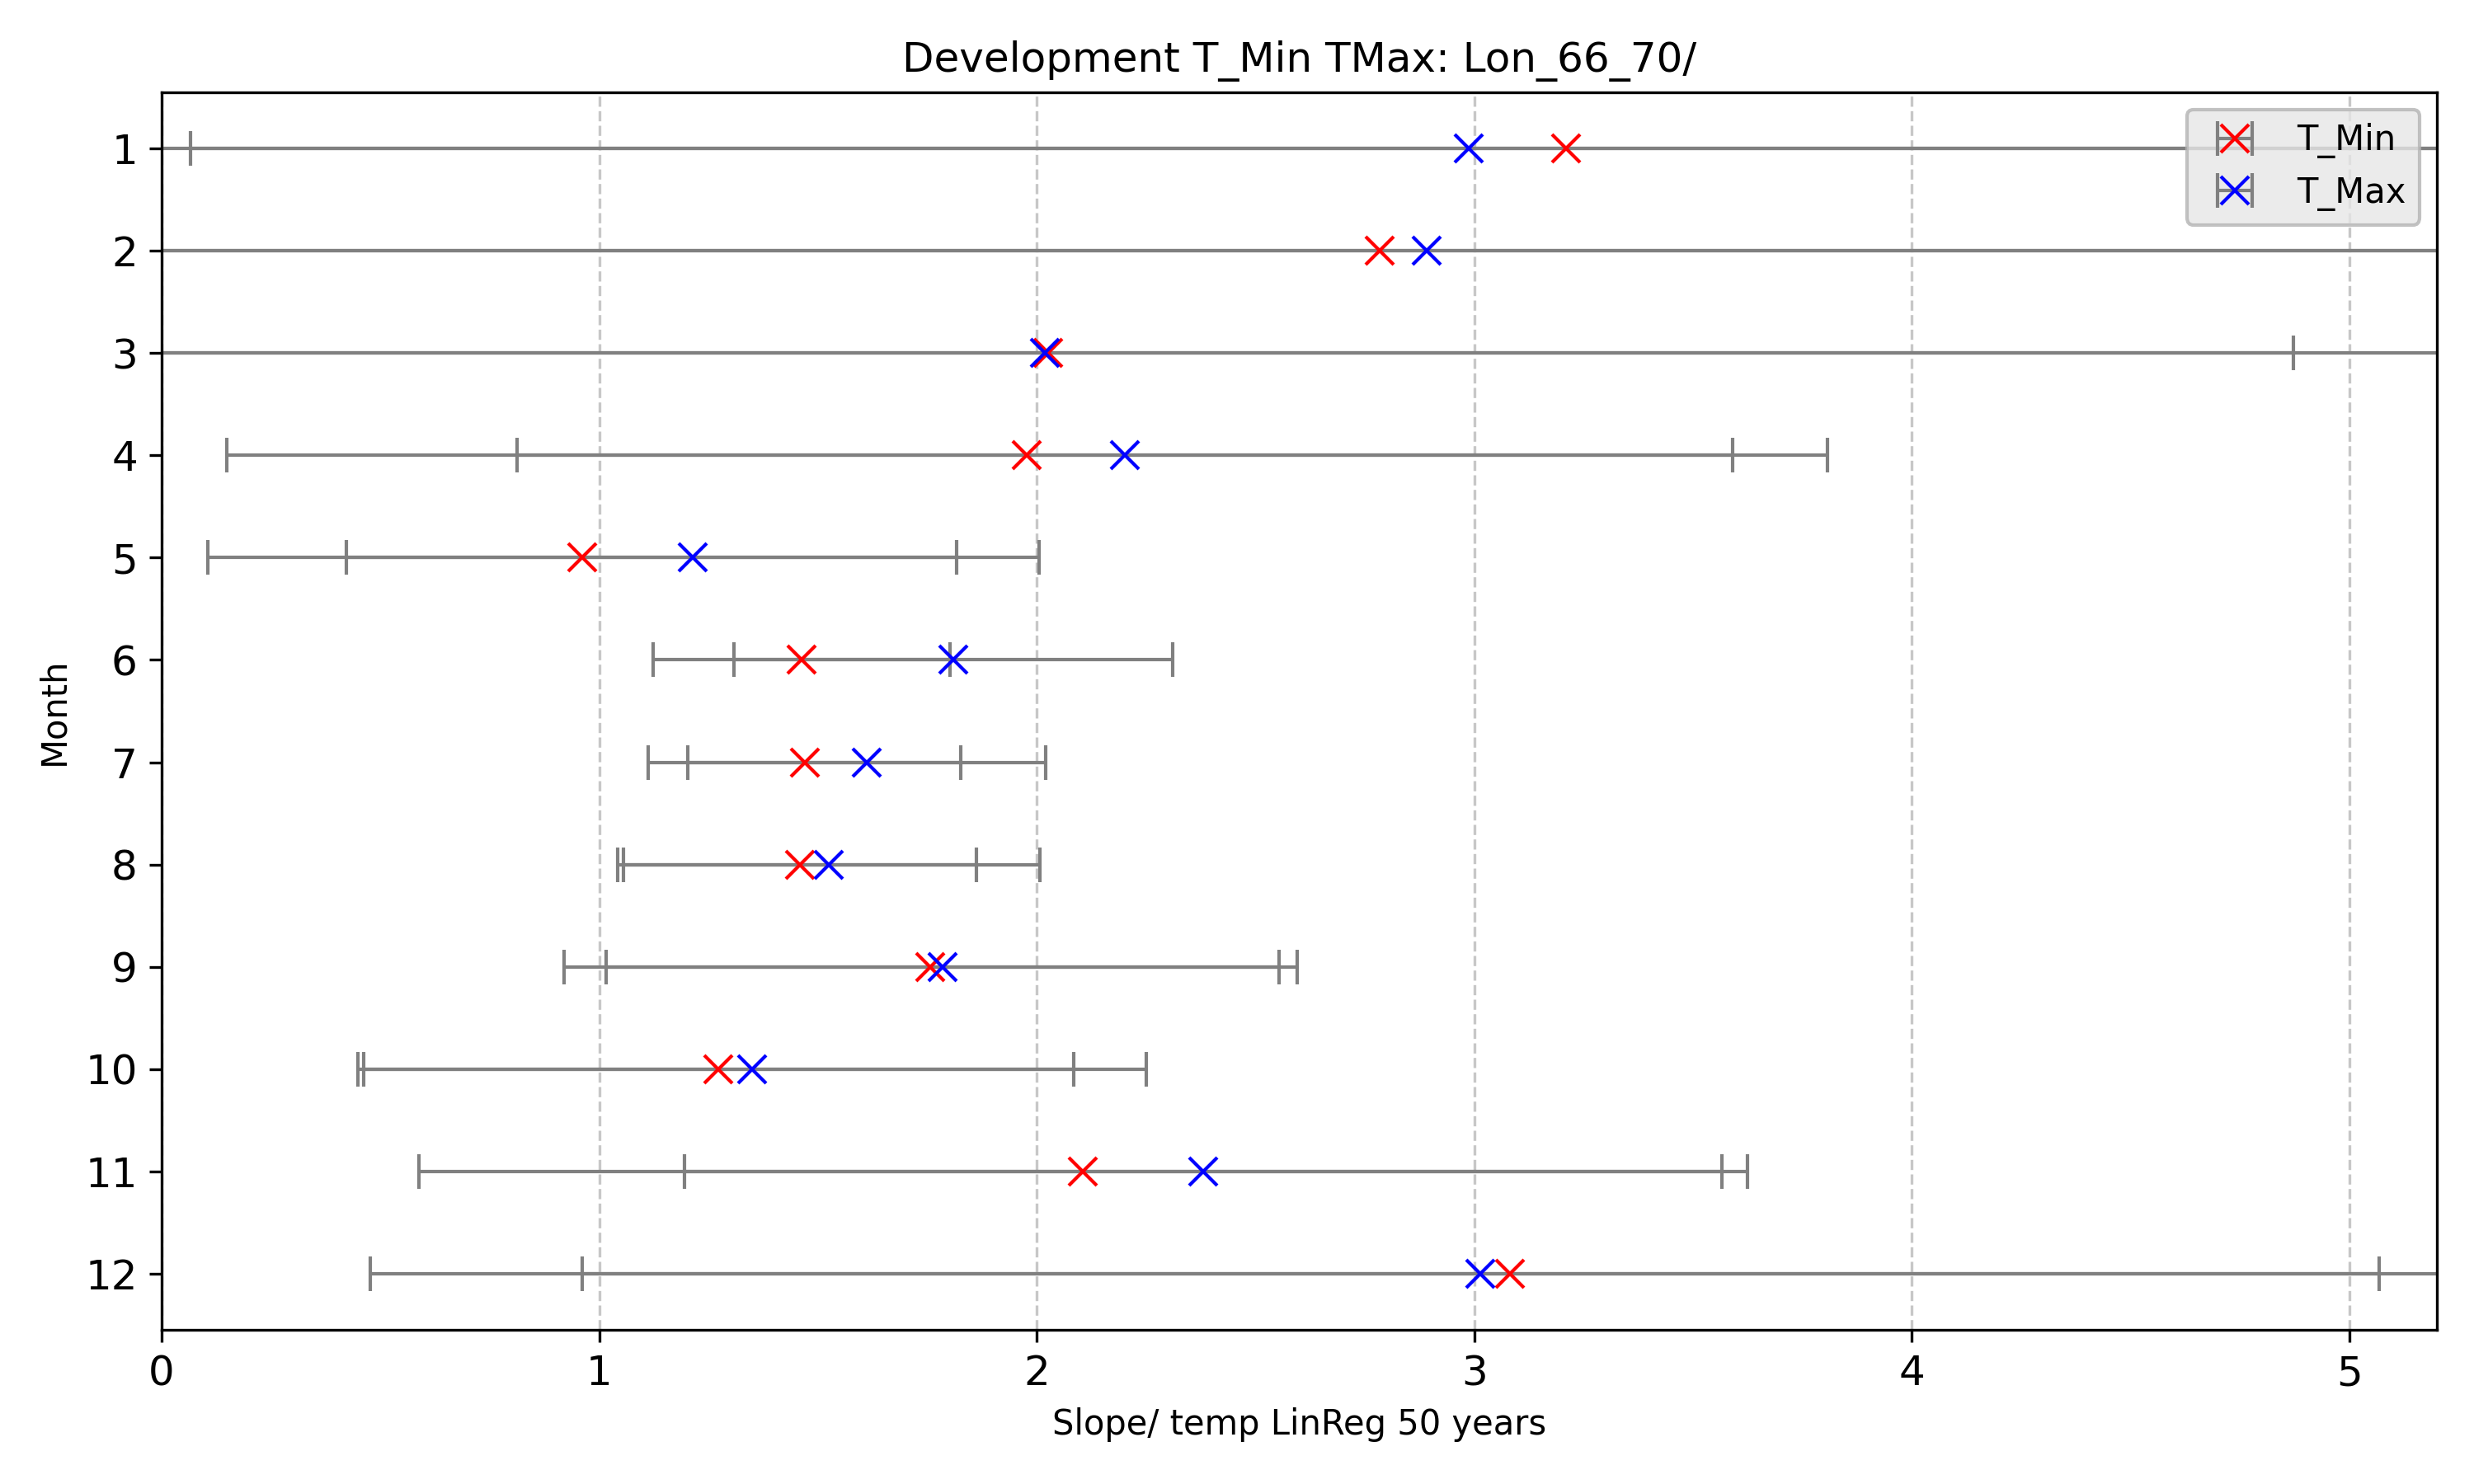 Development T_Min TMax: Lon_66_70/
T_Min
T_Max
1
2
3
4
5
6
7
8
9
10
11
12
Month
0 1 2 3 4 5
Slope/ temp LinReg 50 years